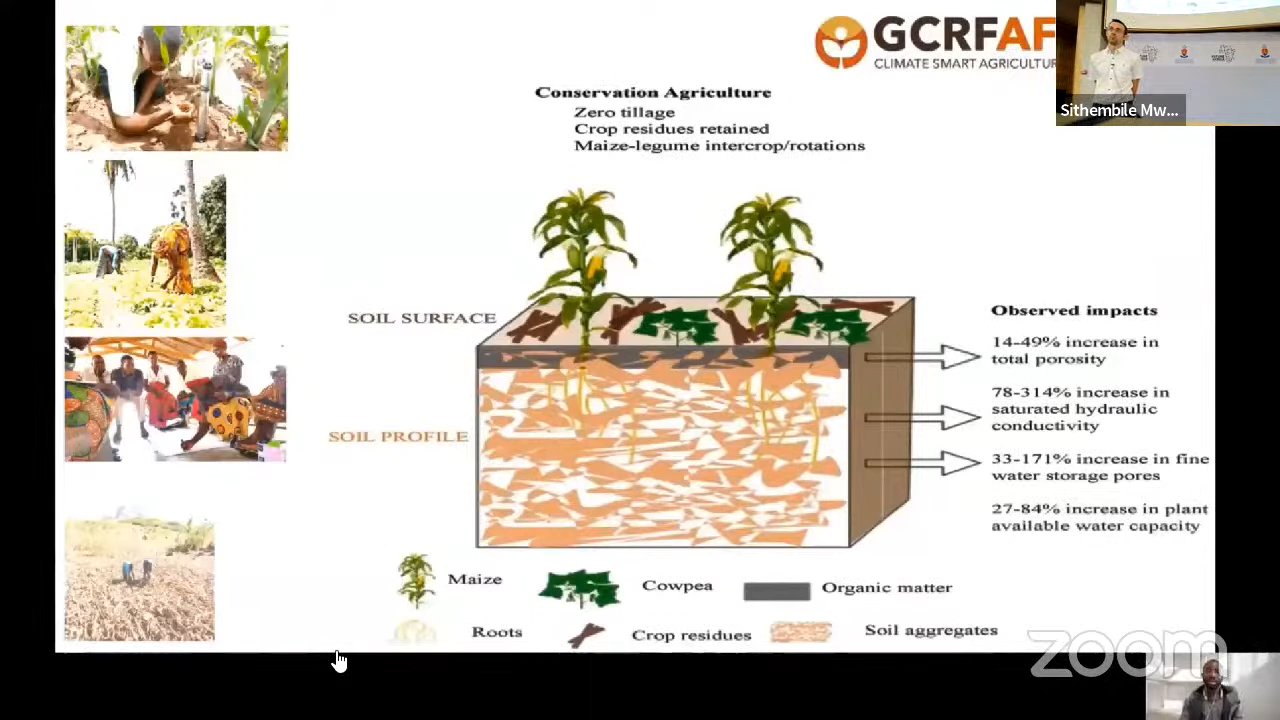 GCRFAF
CLIMATE SMART AGRICULTUR
Sithembile Mw...
Conservation Agriculture
Zero tillage
Crop residues retained
Maize-legume intercrop/rotations
SOIL SURFACE
SOIL PROFILE
Observed impacts
14-49% increase in
total porosity
78-314% increase in
saturated hydraulic
conductivity
33-171% increase in fine
water storage pores
27-84% increase in plant
available water capacity
Maize
Cowpea
Organic matter
Roots
Crop residues
Soil aggregates
zoom